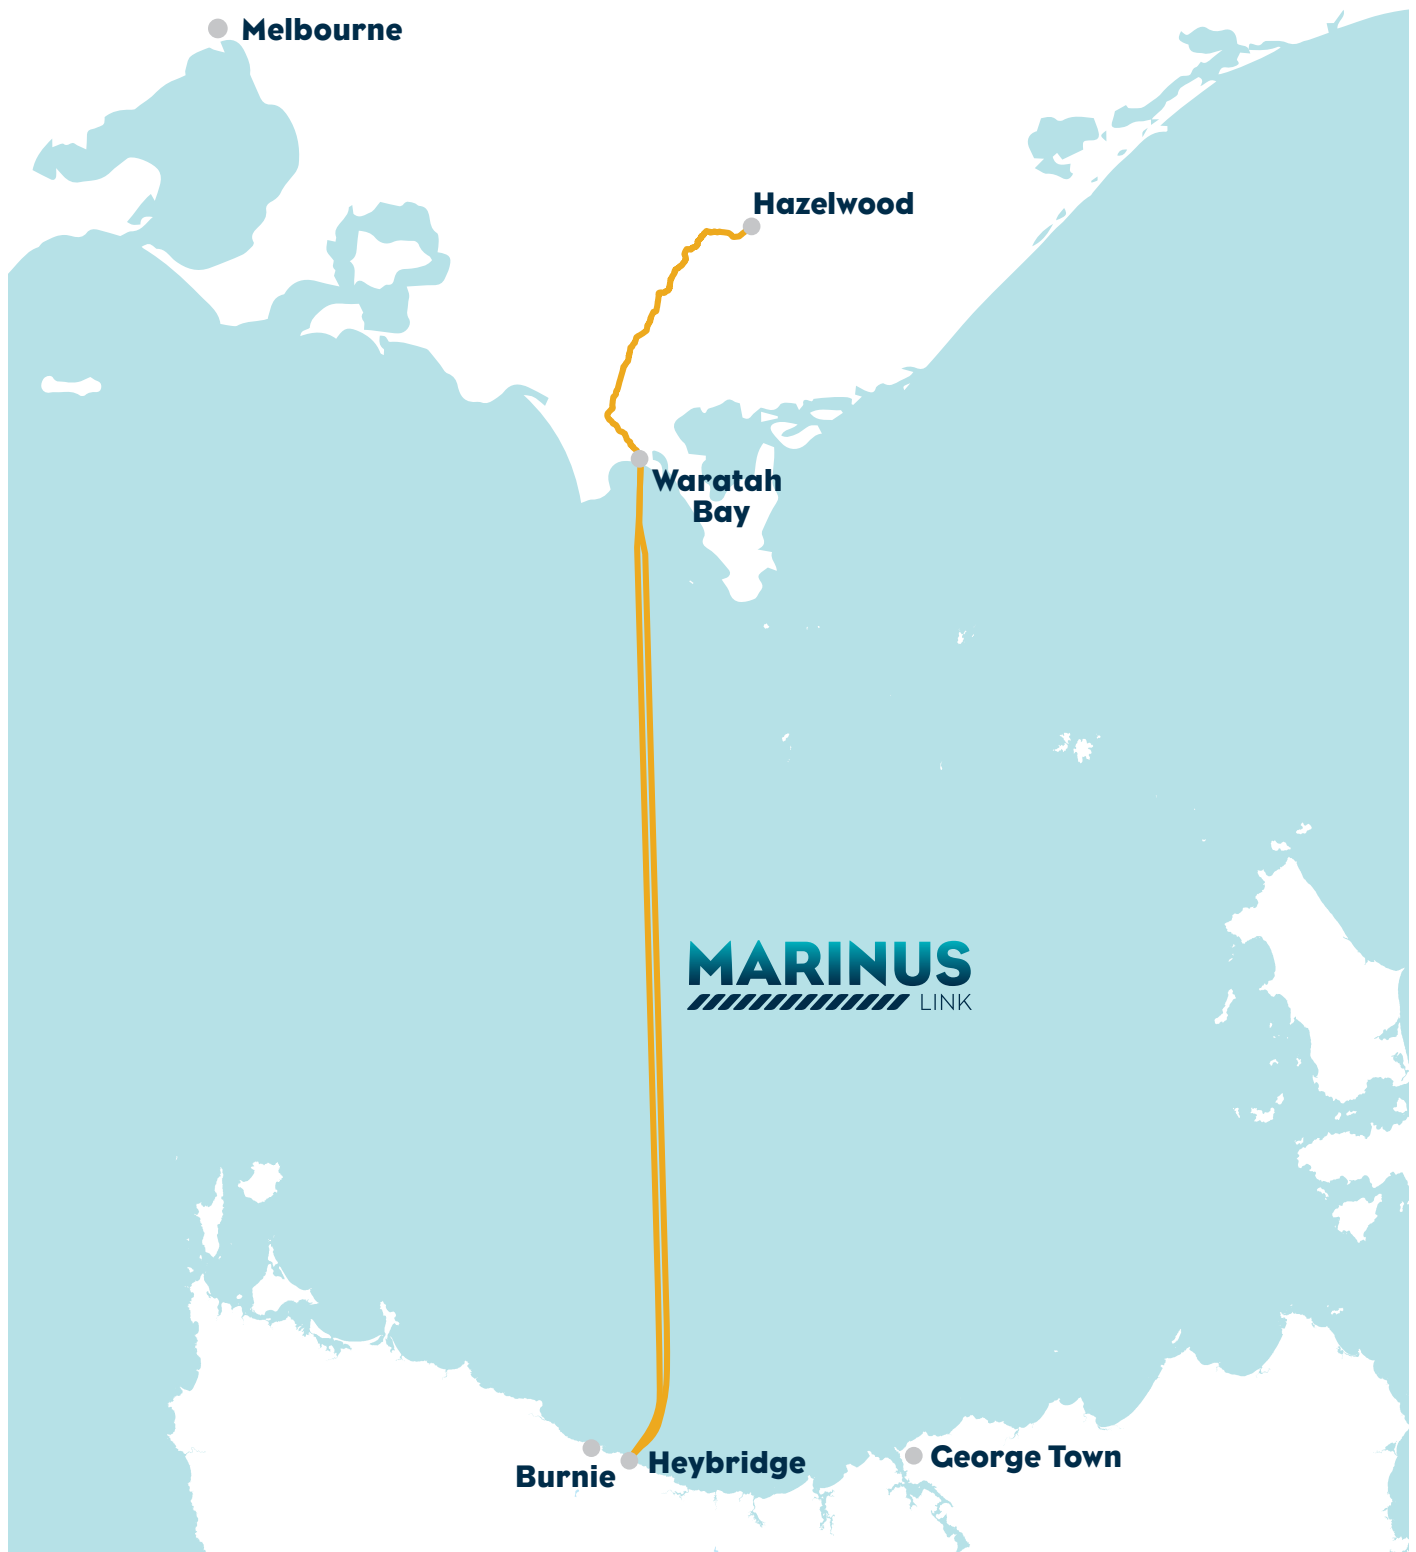 Melbourne
Hazelwood
Waratah
Bay
MARINUS
LINK
Burnie
Heybridge
George Town